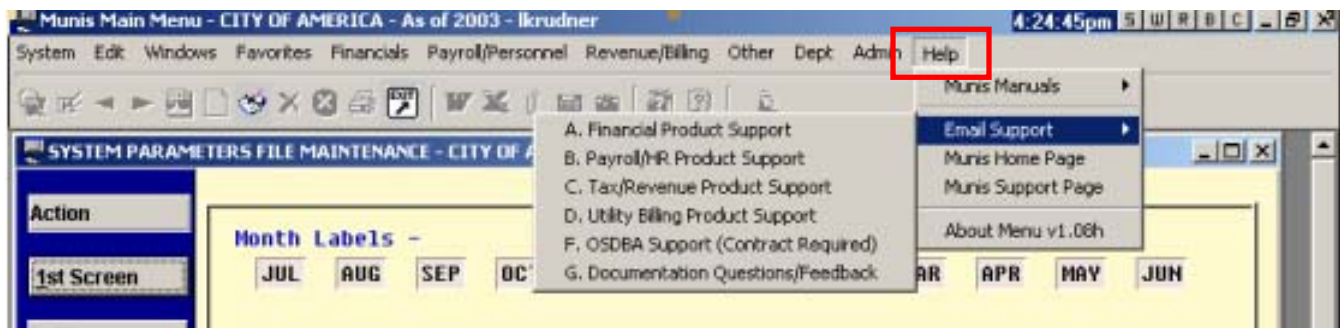 Munis Main Menu - CITY OF AMERICA - As of 2003 - lkrudner 4:24:45pm S W R B C
System Edit Windows Favorites Financials Payroll/Personnel Revenue/Billing Other Dept Admin Help
EXIT
Munis Manuals
Email Support
Munis Home Page
Munis Support Page
About Menu v1.08h
A. Financial Product Support
B. Payroll/HR Product Support
C. Tax/Revenue Product Support
D. Utility Billing Product Support
F. OSDBA Support (Contract Required)
G. Documentation Questions/Feedback
SYSTEM PARAMETERS FILE MAINTENANCE - CITY OF A
Action
1st Screen
Month Labels -
JUL AUG SEP OC AR APR MAY JUN